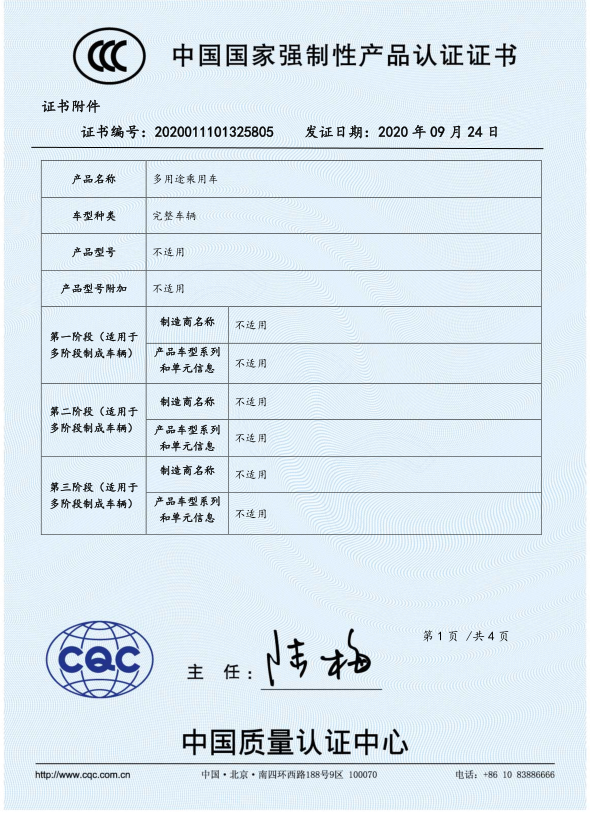 CCC
中国国家强制性产品认证证书
证书附件
证书编号：2020011101325805 发证日期：2020 年 09 月 24 日
产品名称 多用途乘用车
车型种类 完整车辆
产品型号 不适用
产品型号附加 不适用
第一阶段（适用于
多阶段制成车辆）
制造商名称 不适用
产品车型系列
和单元信息
不适用
第二阶段（适用于
多阶段制成车辆）
制造商名称 不适用
产品车型系列
和单元信息
不适用
第三阶段（适用于
多阶段制成车辆）
制造商名称 不适用
产品车型系列
和单元信息
不适用
第 1 页 /共 4 页
CQC
主 任：陆梅
中国质量认证中心
http://www.cqc.com.cn 中国·北京·南四环西路188号9区 100070 电话：+86 10 83886666